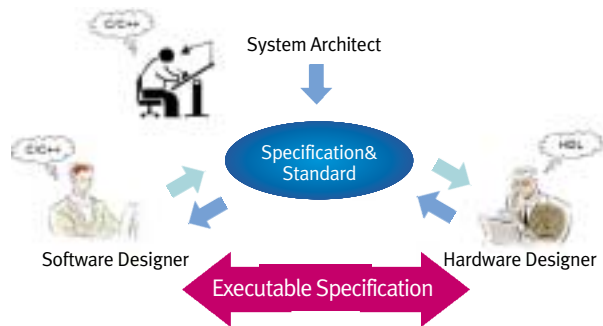 C/C++
System Architect
C/C++
Specification&
Standard
HDL
Software Designer
Hardware Designer
Executable Specification